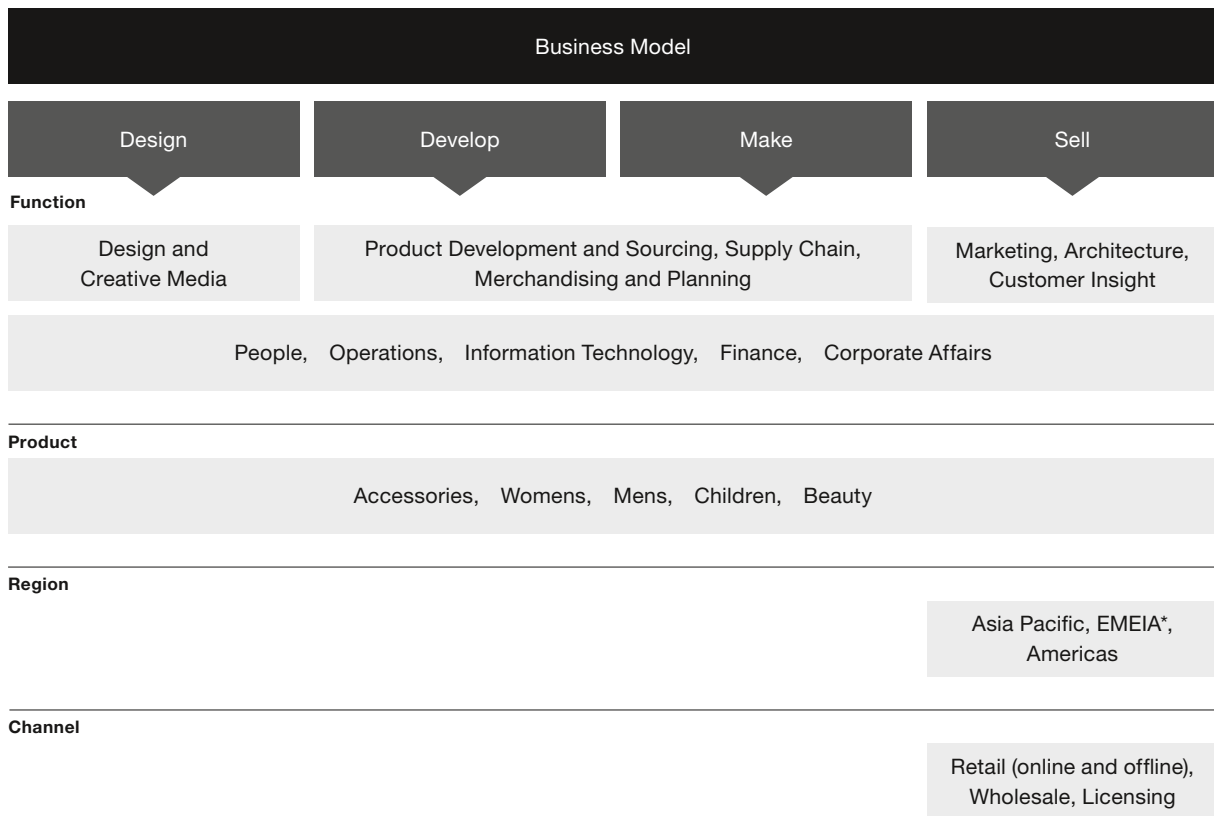 Business Model
Design
Develop
Make
Sell
Function
Design and
Creative Media
Product Development and Sourcing, Supply Chain,
Merchandising and Planning
Marketing, Architecture,
Customer Insight
People, Operations, Information Technology, Finance, Corporate Affairs
Product
Accessories, Womens, Mens, Children, Beauty
Region
Asia Pacific, EMEIA*,
Americas
Channel
Retail (online and offline),
Wholesale, Licensing